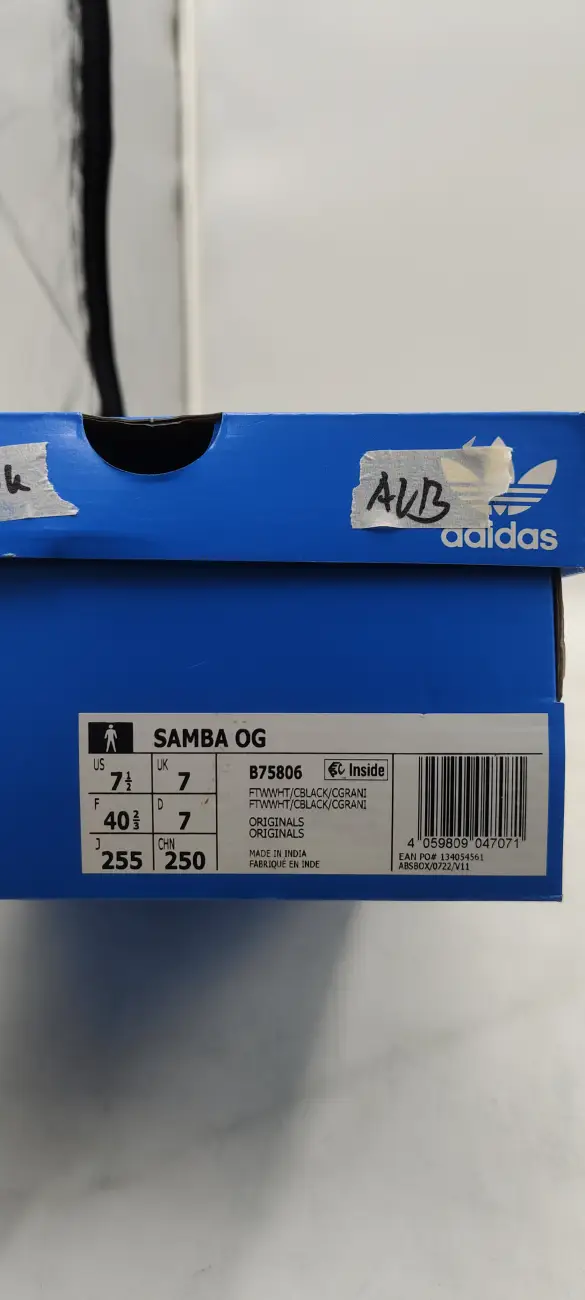 AVB
adidas
SAMBA OG
US 7½
UK 7
F 40⅔
D 7
J 255
CHN 250
B75806
Inside
FTWWHT/CBLACK/CGRANI
FTWWHT/CBLACK/CGRANI
ORIGINALS
ORIGINALS
MADE IN INDIA
FABRIQUÉ EN INDE
4 059809 047071
EAN PO# 134054561
ABSBOX/0722/V11